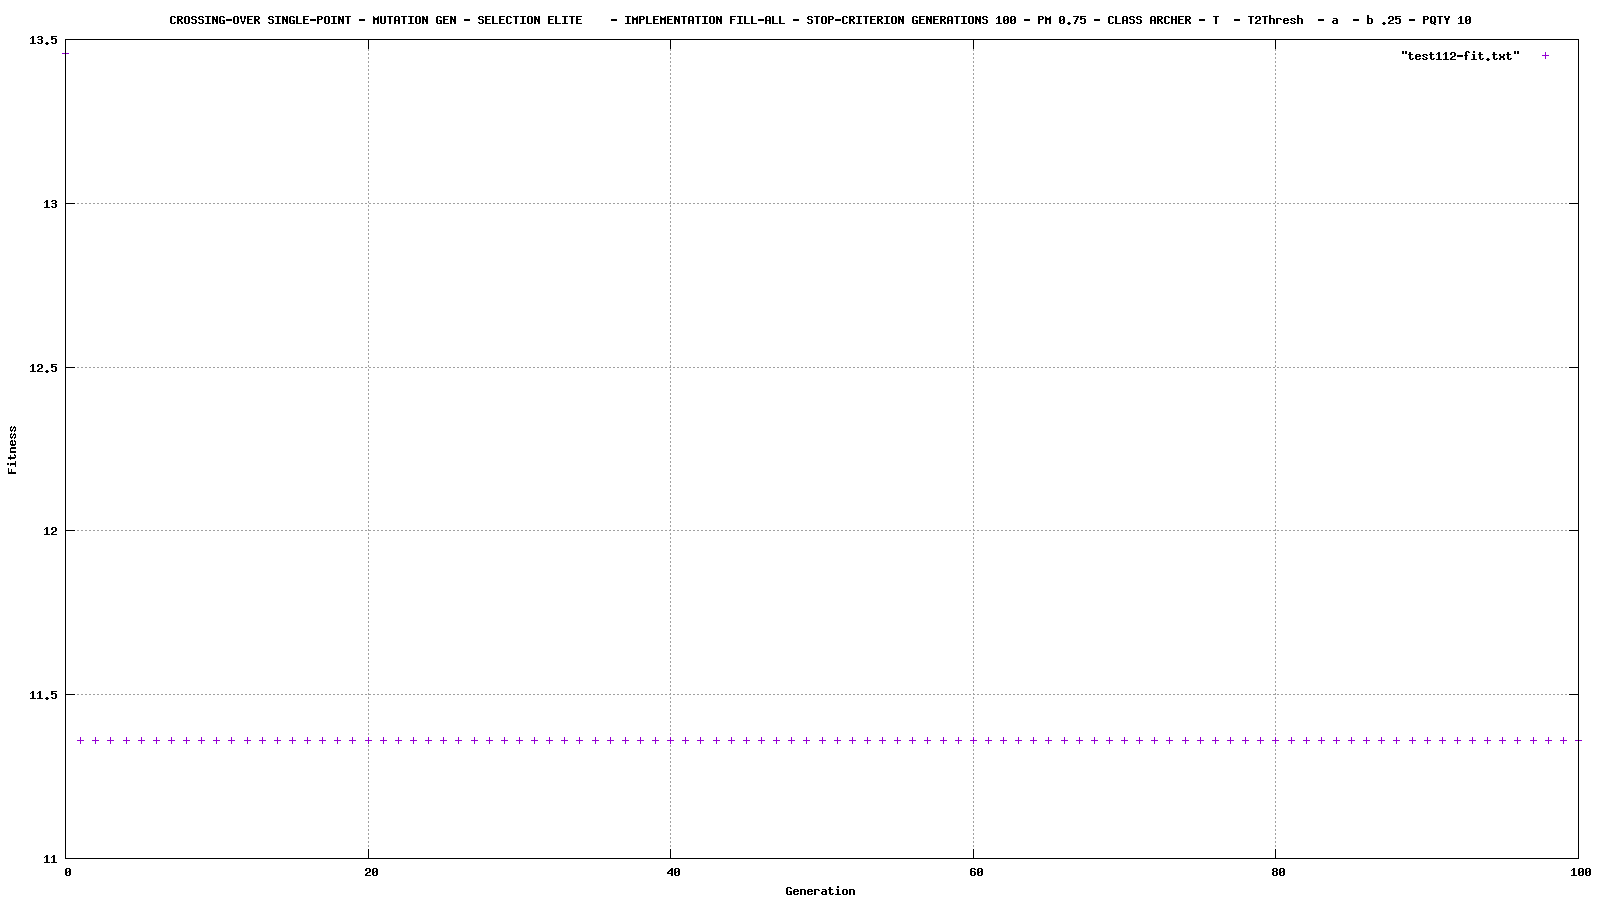 CROSSING-OVER SINGLE-POINT - MUTATION GEN - SELECTION ELITE    - IMPLEMENTATION FILL-ALL - STOP-CRITERION GENERATIONS 100 - PM 0.75 - CLASS ARCHER - T  - T2Thresh  - a  - b .25 - PQTY 10
"test112-fit.txt"
13.5
13
12.5
12
11.5
11
Fitness
0 20 40 60 80 100
Generation